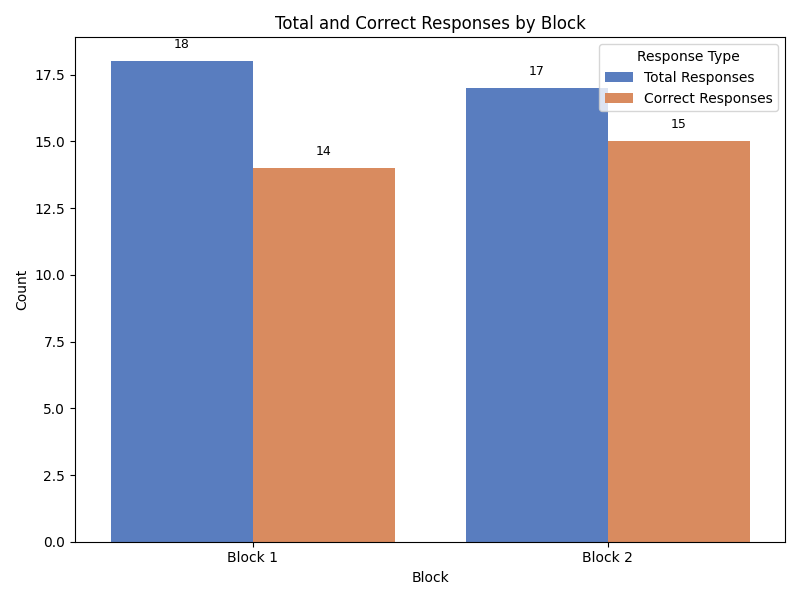 Total and Correct Responses by Block
Response Type
Total Responses
Correct Responses
18
14
17
15
Count
17.5
15.0
12.5
10.0
7.5
5.0
2.5
0.0
Block 1
Block 2
Block